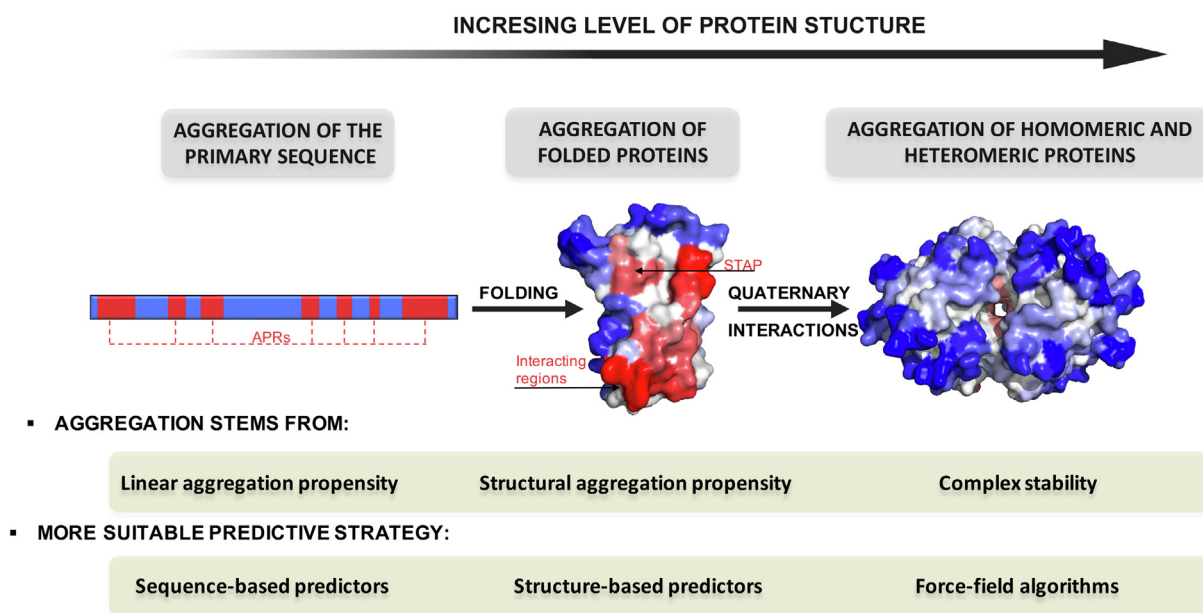 INCRESING LEVEL OF PROTEIN STUCTURE
AGGREGATION OF THE
PRIMARY SEQUENCE
AGGREGATION OF
FOLDED PROTEINS
AGGREGATION OF HOMOMERIC AND
HETEROMERIC PROTEINS
APRs
FOLDING
STAP
Interacting
regions
QUATERNARY
INTERACTIONS
▪ AGGREGATION STEMS FROM:
Linear aggregation propensity
Structural aggregation propensity
Complex stability
▪ MORE SUITABLE PREDICTIVE STRATEGY:
Sequence-based predictors
Structure-based predictors
Force-field algorithms